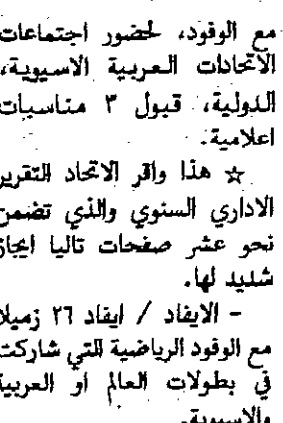 مع الوفود، لحضور اجتماعات
الاتحادات العربية الاسيوية،
الدولية، قبول ٣ مناسبات
اعلامية.
☆ هذا واقر الاتحاد التقرير
الاداري السنوي والذي تضمن
نحو عشر صفحات تاليا ايجاز
شديد لها.
- الايفاد / ايفاد ٢٦ زميلا
مع الوفود الرياضية التي شاركت
في بطولات العالم أو العربية
والاسيوية.